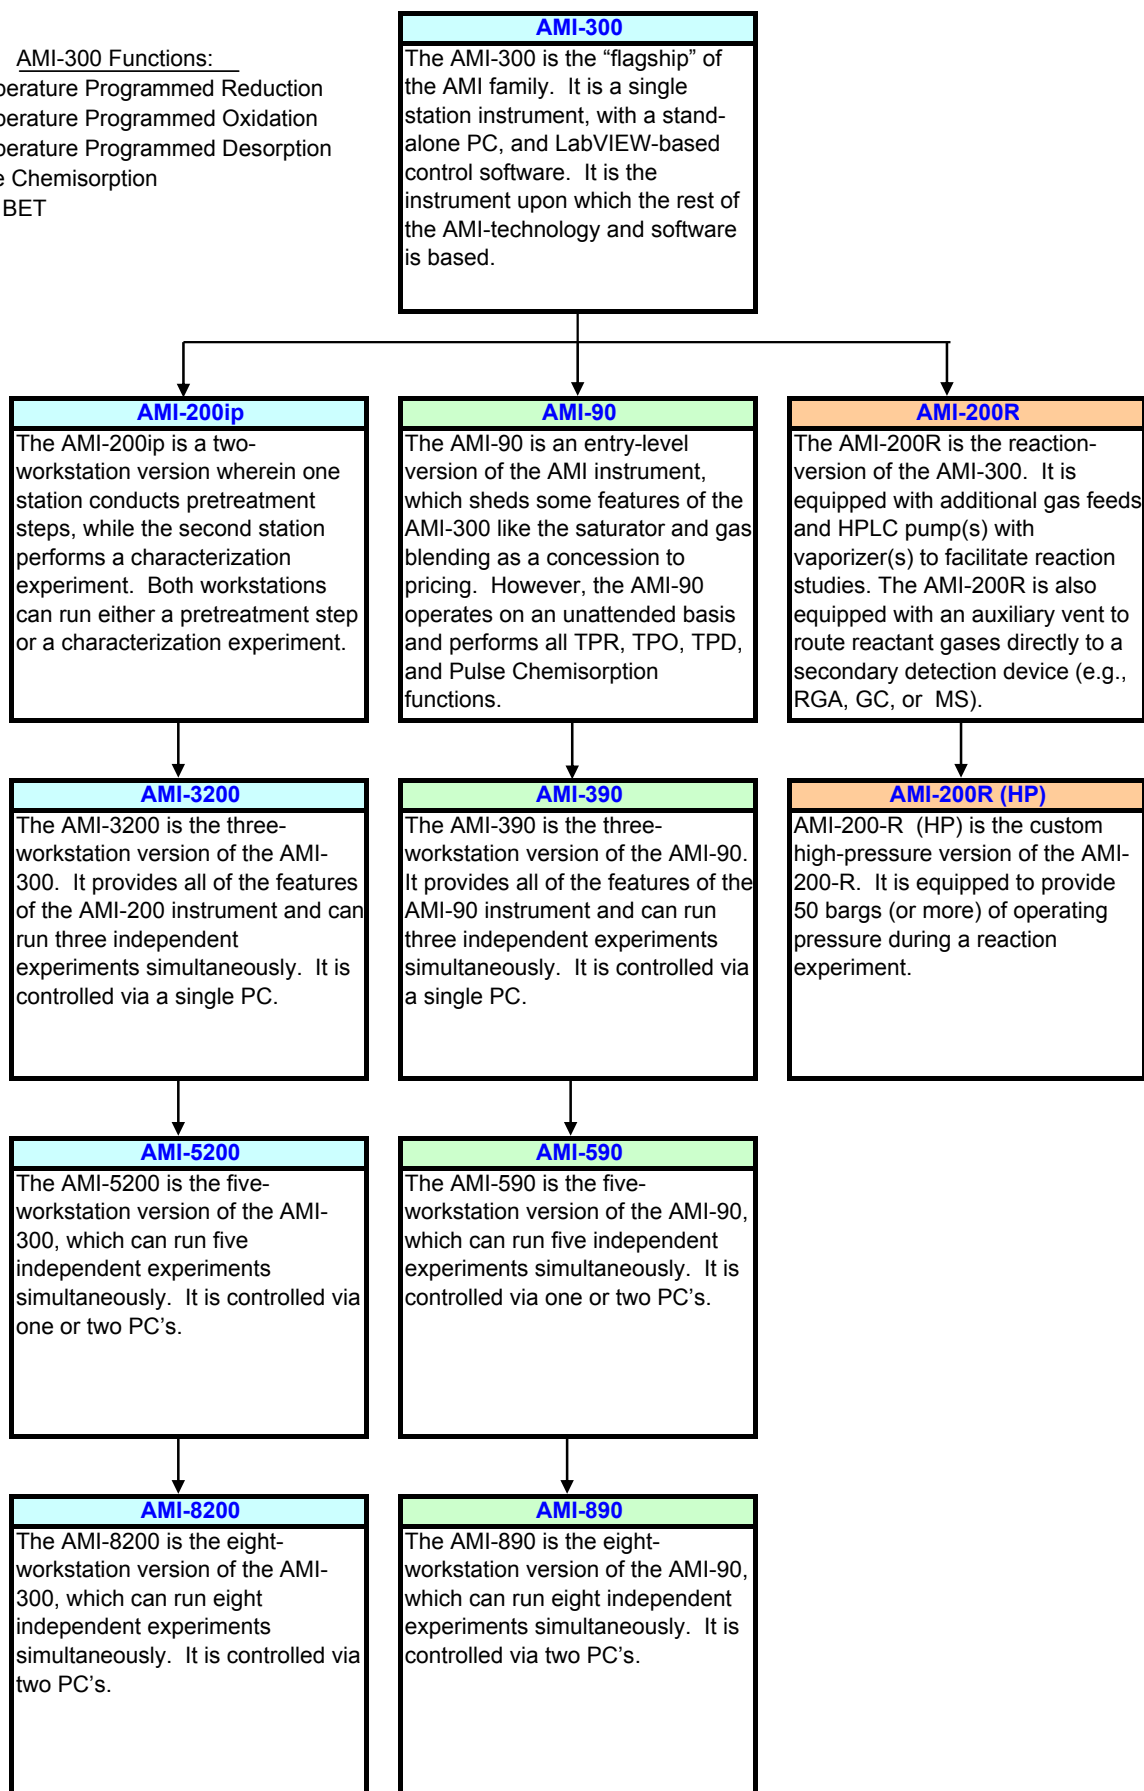 AMI-300 Functions:
perature Programmed Reduction
perature Programmed Oxidation
perature Programmed Desorption
e Chemisorption
BET
AMI-300
The AMI-300 is the “flagship” of
the AMI family.  It is a single
station instrument, with a stand-
alone PC, and LabVIEW-based
control software.  It is the
instrument upon which the rest of
the AMI-technology and software
is based.
AMI-200ip
The AMI-200ip is a two-
workstation version wherein one
station conducts pretreatment
steps, while the second station
performs a characterization
experiment.  Both workstations
can run either a pretreatment step
or a characterization experiment.
AMI-90
The AMI-90 is an entry-level
version of the AMI instrument,
which sheds some features of the
AMI-300 like the saturator and gas
blending as a concession to
pricing.  However, the AMI-90
operates on an unattended basis
and performs all TPR, TPO, TPD,
and Pulse Chemisorption
functions.
AMI-200R
The AMI-200R is the reaction-
version of the AMI-300.  It is
equipped with additional gas feeds
and HPLC pump(s) with
vaporizer(s) to facilitate reaction
studies. The AMI-200R is also
equipped with an auxiliary vent to
route reactant gases directly to a
secondary detection device (e.g.,
RGA, GC, or  MS).
AMI-3200
The AMI-3200 is the three-
workstation version of the AMI-
300.  It provides all of the features
of the AMI-200 instrument and can
run three independent
experiments simultaneously.  It is
controlled via a single PC.
AMI-390
The AMI-390 is the three-
workstation version of the AMI-90.
It provides all of the features of the
AMI-90 instrument and can run
three independent experiments
simultaneously.  It is controlled via
a single PC.
AMI-200R (HP)
AMI-200-R  (HP) is the custom
high-pressure version of the AMI-
200-R.  It is equipped to provide
50 bargs (or more) of operating
pressure during a reaction
experiment.
AMI-5200
The AMI-5200 is the five-
workstation version of the AMI-
300, which can run five
independent experiments
simultaneously.  It is controlled via
one or two PC’s.
AMI-590
The AMI-590 is the five-
workstation version of the AMI-90,
which can run five independent
experiments simultaneously.  It is
controlled via one or two PC’s.
AMI-8200
The AMI-8200 is the eight-
workstation version of the AMI-
300, which can run eight
independent experiments
simultaneously.  It is controlled via
two PC’s.
AMI-890
The AMI-890 is the eight-
workstation version of the AMI-90,
which can run eight independent
experiments simultaneously.  It is
controlled via two PC’s.